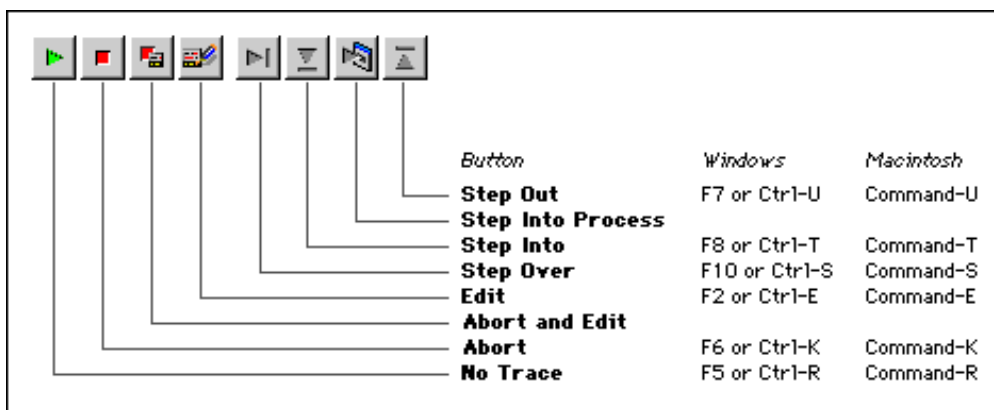 Button Windows Macintosh
Step Out F7 or Ctrl-U Command-U
Step Into Process
Step Into F8 or Ctrl-T Command-T
Step Over F10 or Ctrl-S Command-S
Edit F2 or Ctrl-E Command-E
Abort and Edit
Abort F6 or Ctrl-K Command-K
No Trace F5 or Ctrl-R Command-R